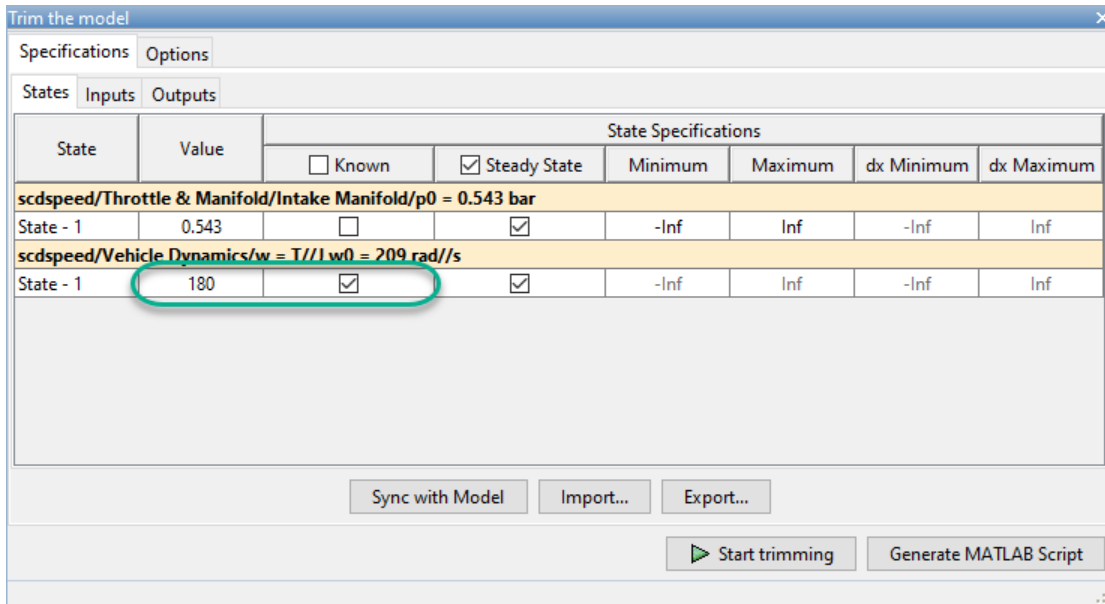 Trim the model
Specifications Options
States Inputs Outputs
State Value State Specifications
Known Steady State Minimum Maximum dx Minimum dx Maximum
scdspeed/Throttle & Manifold/Intake Manifold/p0 = 0.543 bar
State - 1 0.543 -Inf Inf -Inf Inf
scdspeed/Vehicle Dynamics/w = T//J w0 = 209 rad//s
State - 1 180 -Inf Inf -Inf Inf
Sync with Model Import... Export...
Start trimming Generate MATLAB Script